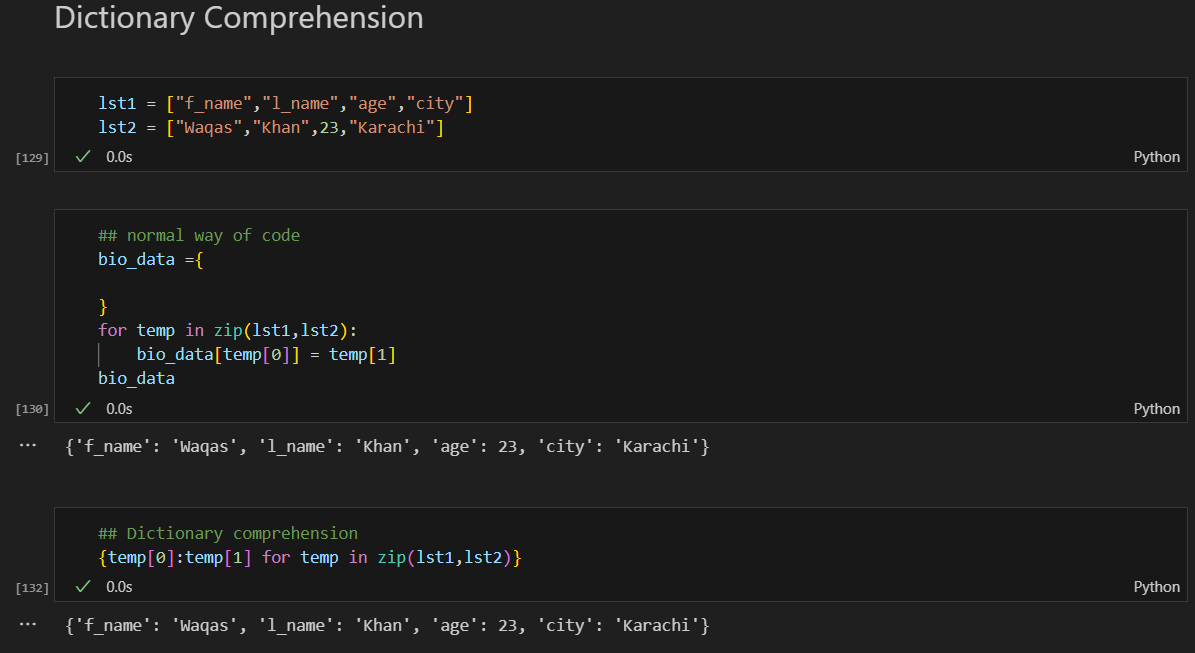 Dictionary Comprehension
lst1 = ["f_name","l_name","age","city"]
lst2 = ["Waqas","Khan",23,"Karachi"]
[129] ✓ 0.0s Python
## normal way of code
bio_data ={
}
for temp in zip(lst1,lst2):
    bio_data[temp[0]] = temp[1]
bio_data
[130] ✓ 0.0s Python
... {'f_name': 'Waqas', 'l_name': 'Khan', 'age': 23, 'city': 'Karachi'}
## Dictionary comprehension
{temp[0]:temp[1] for temp in zip(lst1,lst2)}
[132] ✓ 0.0s Python
... {'f_name': 'Waqas', 'l_name': 'Khan', 'age': 23, 'city': 'Karachi'}